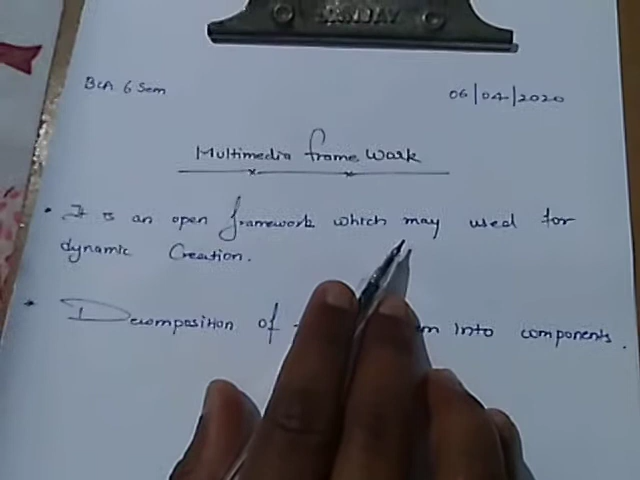 SANJAY
BCA 6 Sem
06/04/2020
Multimedia frame Work
• It is an open framework which may used for
dynamic Creation.
• Decomposition of into components.